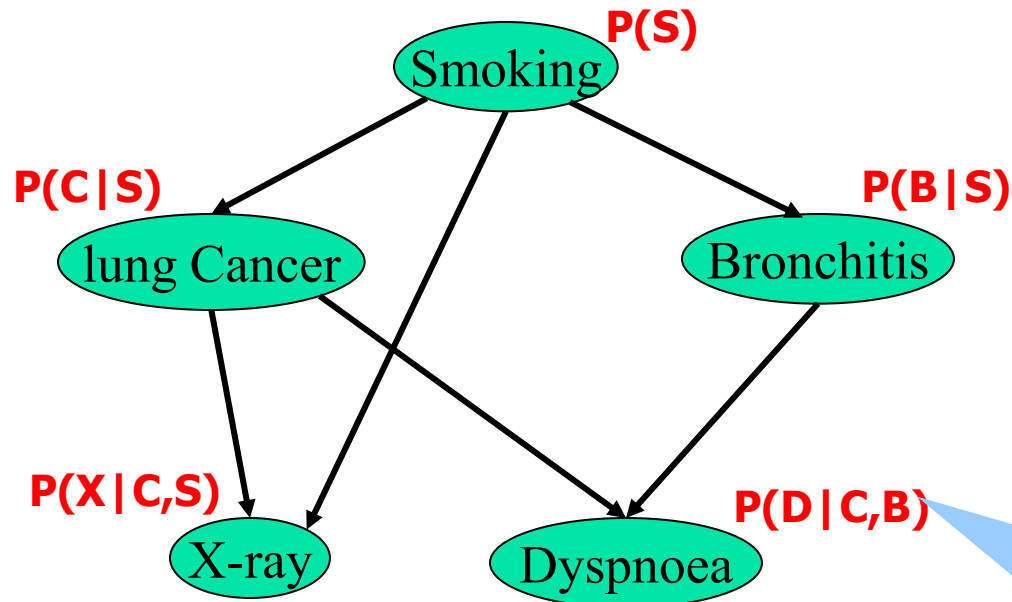 P(S)
Smoking
P(C|S)
P(B|S)
lung Cancer
Bronchitis
P(X|C,S)
P(D|C,B)
X-ray
Dyspnoea